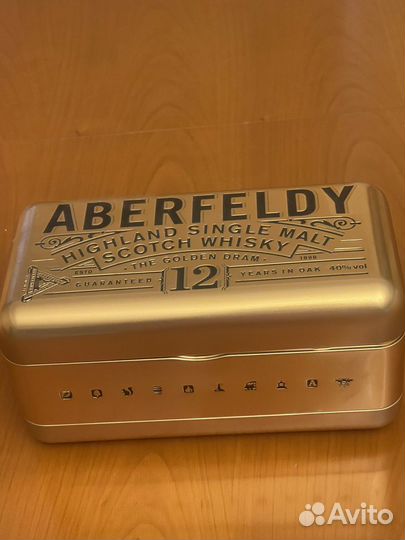 ABERFELDY
HIGHLAND SINGLE MALT
SCOTCH WHISKY
· THE GOLDEN DRAM ·
ESTD 1898
GUARANTEED 12 YEARS IN OAK 40% vol
Avito